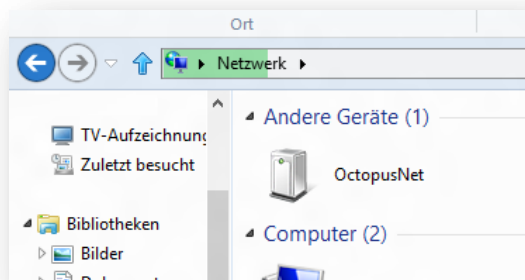 Ort
Netzwerk
Andere Geräte (1)
TV-Aufzeichnung
Zuletzt besucht
OctopusNet
Bibliotheken
Computer (2)
Bilder